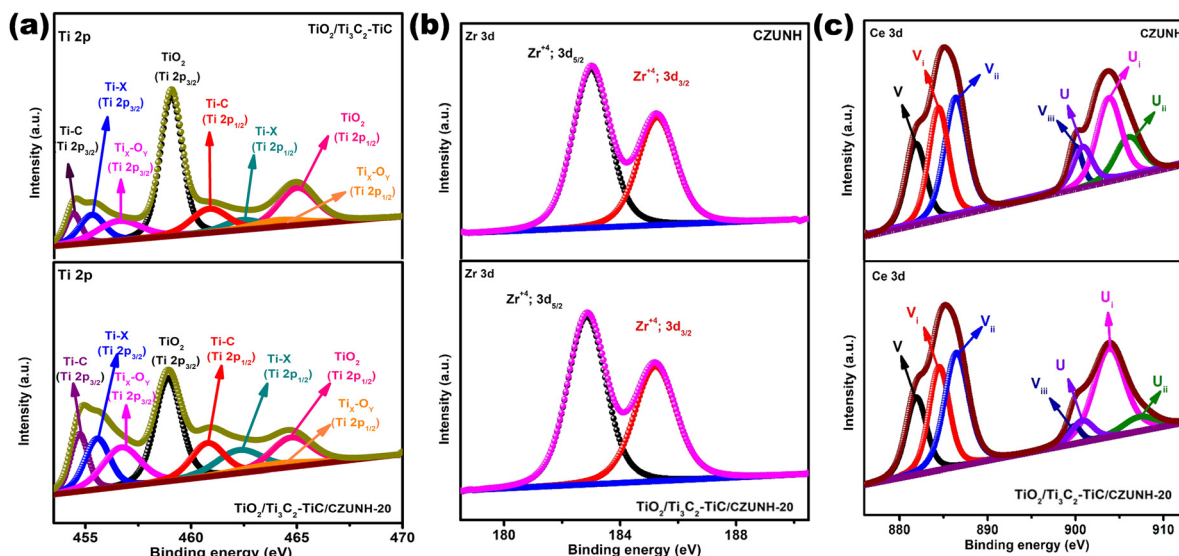 (a)
Ti 2p
TiO₂/Ti₃C₂-TiC
Ti-C
(Ti 2p₃/₂)
Ti-X
(Ti 2p₃/₂)
Tiₓ-Oᵧ
(Ti 2p₃/₂)
TiO₂
(Ti 2p₃/₂)
Ti-C
(Ti 2p₁/₂)
Ti-X
(Ti 2p₁/₂)
TiO₂
(Ti 2p₁/₂)
Tiₓ-Oᵧ
(Ti 2p₁/₂)
Intensity (a.u.)
Ti 2p
Ti-C
(Ti 2p₃/₂)
Ti-X
(Ti 2p₃/₂)
Tiₓ-Oᵧ
(Ti 2p₃/₂)
TiO₂
(Ti 2p₃/₂)
Ti-C
(Ti 2p₁/₂)
Ti-X
(Ti 2p₁/₂)
TiO₂
(Ti 2p₁/₂)
Tiₓ-Oᵧ
(Ti 2p₁/₂)
TiO₂/Ti₃C₂-TiC/CZUNH-20
Intensity (a.u.)
455 460 465 470
Binding energy (eV)
(b)
Zr 3d
CZUNH
Zr⁺⁴; 3d₅/₂
Zr⁺⁴; 3d₃/₂
Intensity (a.u.)
Zr 3d
Zr⁺⁴; 3d₅/₂
Zr⁺⁴; 3d₃/₂
TiO₂/Ti₃C₂-TiC/CZUNH-20
Intensity (a.u.)
180 184 188
Binding energy (eV)
(c)
Ce 3d
CZUNH
V
Vᵢ
Vᵢᵢ
Vᵢᵢᵢ
U
Uᵢ
Uᵢᵢ
Intensity (a.u.)
Ce 3d
V
Vᵢ
Vᵢᵢ
Vᵢᵢᵢ
U
Uᵢ
Uᵢᵢ
TiO₂/Ti₃C₂-TiC/CZUNH-20
Intensity (a.u.)
880 890 900 910
Binding energy (eV)